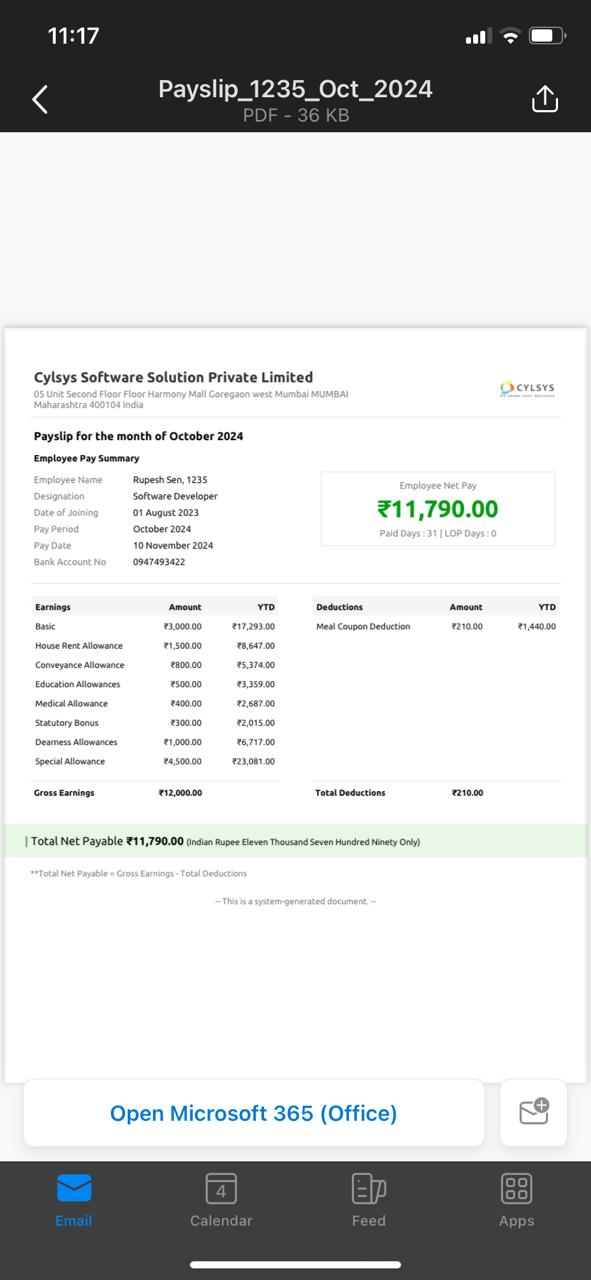 11:17
Payslip_1235_Oct_2024
PDF - 36 KB
Cylsys Software Solution Private Limited
05 Unit Second Floor Floor Harmony Mall Goregaon west Mumbai MUMBAI
Maharashtra 400104 India
CYLSYS
we shape your business
Payslip for the month of October 2024
Employee Pay Summary
Employee Name Rupesh Sen, 1235
Designation Software Developer
Date of Joining 01 August 2023
Pay Period October 2024
Pay Date 10 November 2024
Bank Account No 0947493422
Employee Net Pay
₹11,790.00
Paid Days : 31 | LOP Days : 0
Earnings Amount YTD Deductions Amount YTD
Basic ₹3,000.00 ₹17,293.00 Meal Coupon Deduction ₹210.00 ₹1,440.00
House Rent Allowance ₹1,500.00 ₹8,647.00
Conveyance Allowance ₹800.00 ₹5,374.00
Education Allowances ₹500.00 ₹3,359.00
Medical Allowance ₹400.00 ₹2,687.00
Statutory Bonus ₹300.00 ₹2,015.00
Dearness Allowances ₹1,000.00 ₹6,717.00
Special Allowance ₹4,500.00 ₹23,081.00
Gross Earnings ₹12,000.00 Total Deductions ₹210.00
Total Net Payable ₹11,790.00 (Indian Rupee Eleven Thousand Seven Hundred Ninety Only)
**Total Net Payable = Gross Earnings - Total Deductions
-- This is a system-generated document. --
Open Microsoft 365 (Office)
4
Email Calendar Feed Apps